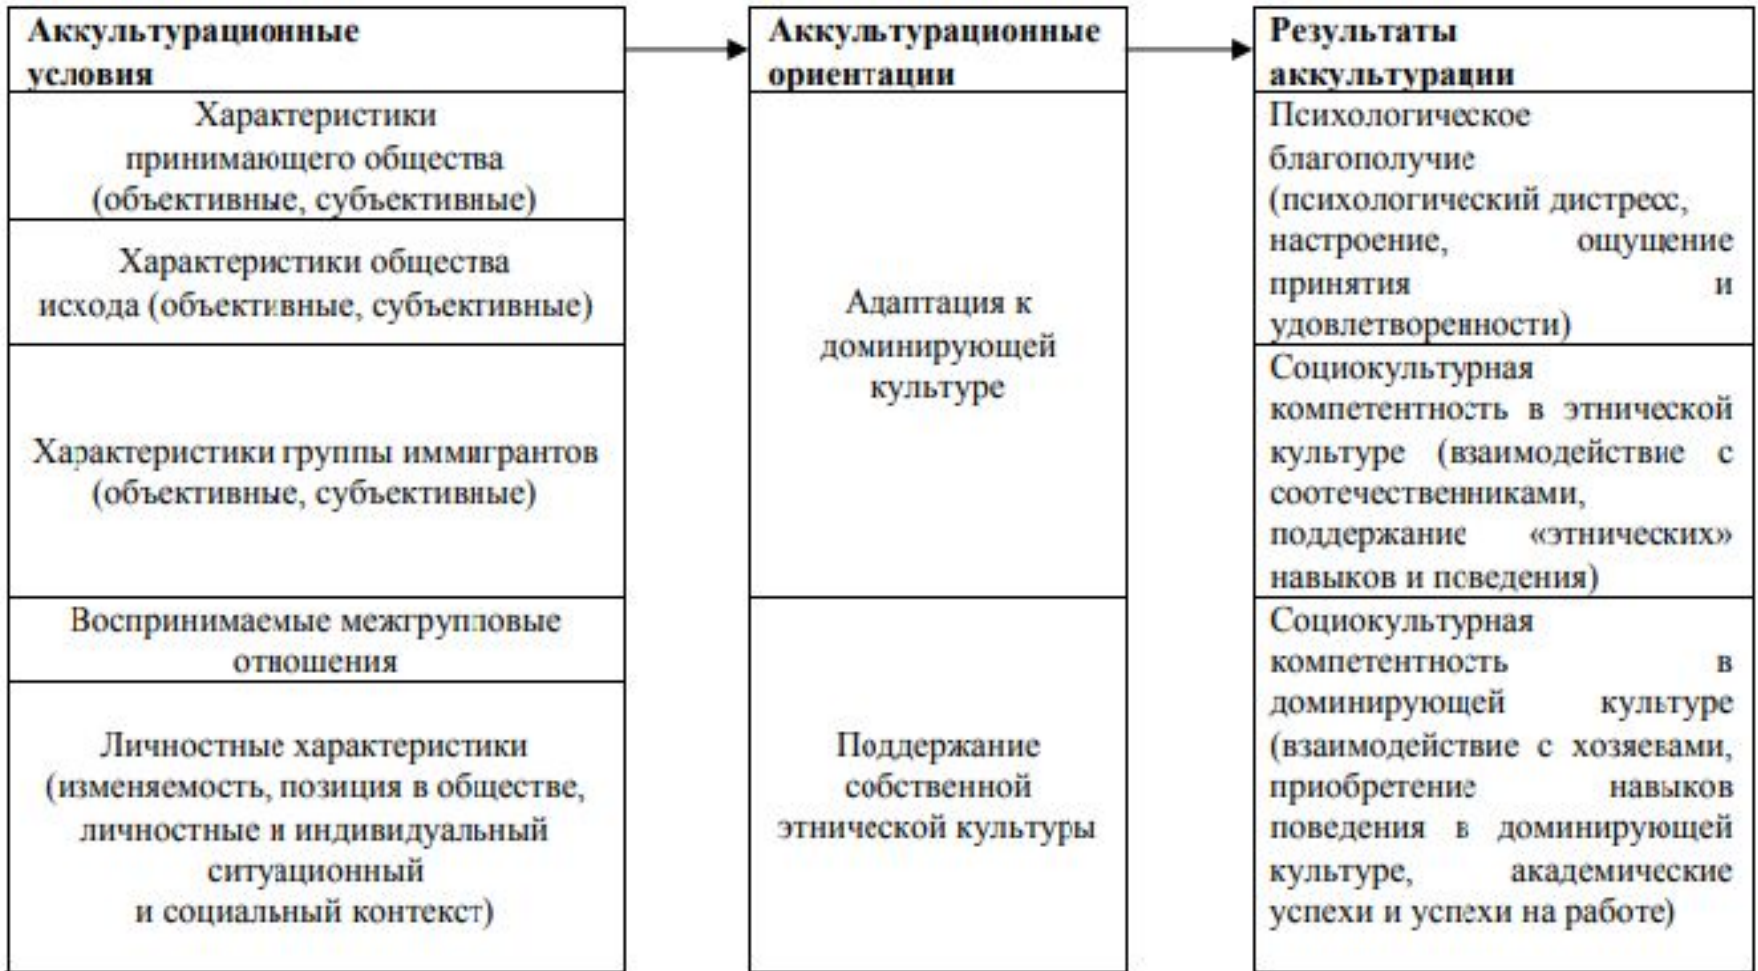 Аккультурационные
условия
Характеристики
принимающего общества
(объективные, субъективные)
Характеристики общества
исхода (объективные, субъективные)
Характеристики группы иммигрантов
(объективные, субъективные)
Воспринимаемые межгрупповые
отношения
Личностные характеристики
(изменяемость, позиция в обществе,
личностные и индивидуальный
ситуационный
и социальный контекст)
Аккультурационные
ориентации
Адаптация к
доминирующей
культуре
Поддержание
собственной
этнической культуры
Результаты
аккультурации
Психологическое
благополучие
(психологический дистресс,
настроение, ощущение
принятия и
удовлетворенности)
Социокультурная
компетентность в этнической
культуре (взаимодействие с
соотечественниками,
поддержание «этнических»
навыков и поведения)
Социокультурная
компетентность в
доминирующей культуре
(взаимодействие с хозяевами,
приобретение навыков
поведения в доминирующей
культуре, академические
успехи и успехи на работе)